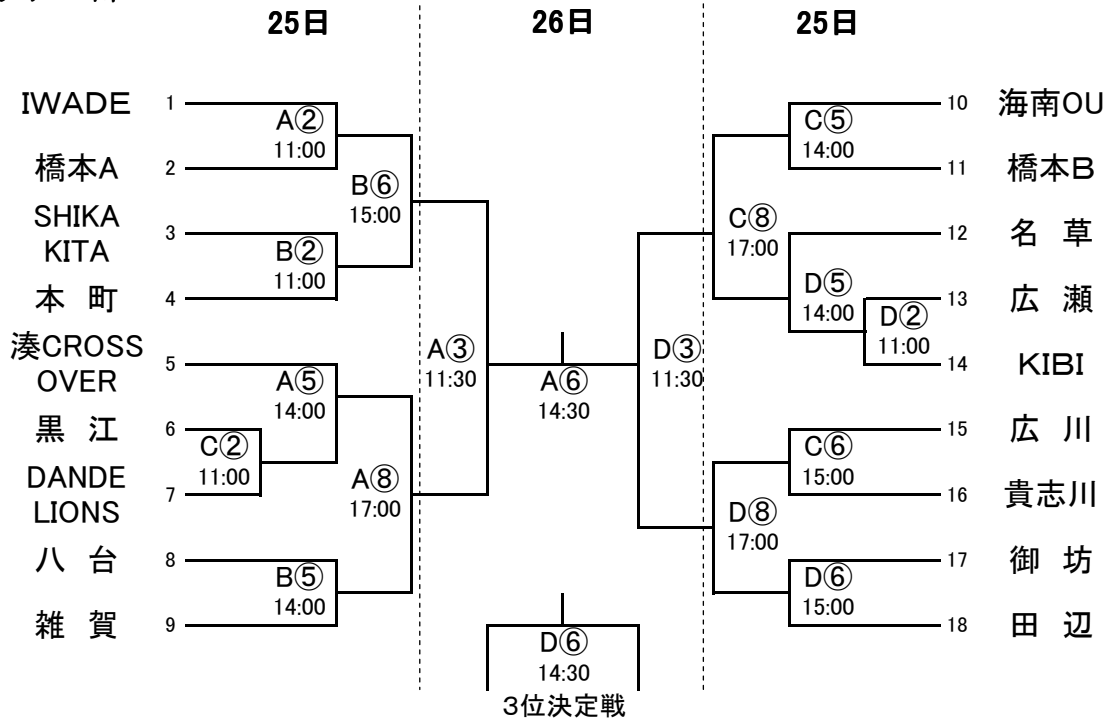 25日 26日 25日
IWADE 1
A② 11:00
橋本A 2
B⑥ 15:00
SHIKA
KITA 3
B② 11:00
本 町 4
湊CROSS
OVER 5
A⑤ 14:00
黒 江 6
C② 11:00
DANDE
LIONS 7
A⑧ 17:00
八 台 8
B⑤ 14:00
雑 賀 9
A③ 11:30
A⑥ 14:30
D③ 11:30
D⑥ 14:30
3位決定戦
10 海南OU
C⑤ 14:00
11 橋本B
C⑧ 17:00
12 名 草
D⑤ 14:00
13 広 瀬
D② 11:00
14 KIBI
15 広 川
C⑥ 15:00
16 貴志川
D⑧ 17:00
17 御 坊
D⑥ 15:00
18 田 辺